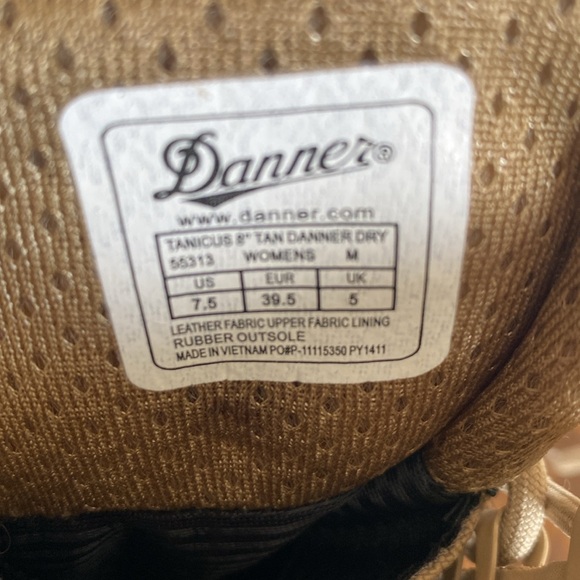 Danner®
www.danner.com
TANICUS 8" TAN DANNER DRY
55313 WOMENS M
US EUR UK
7.5 39.5 5
LEATHER FABRIC UPPER FABRIC LINING
RUBBER OUTSOLE
MADE IN VIETNAM PO#P-11115350 PY1411